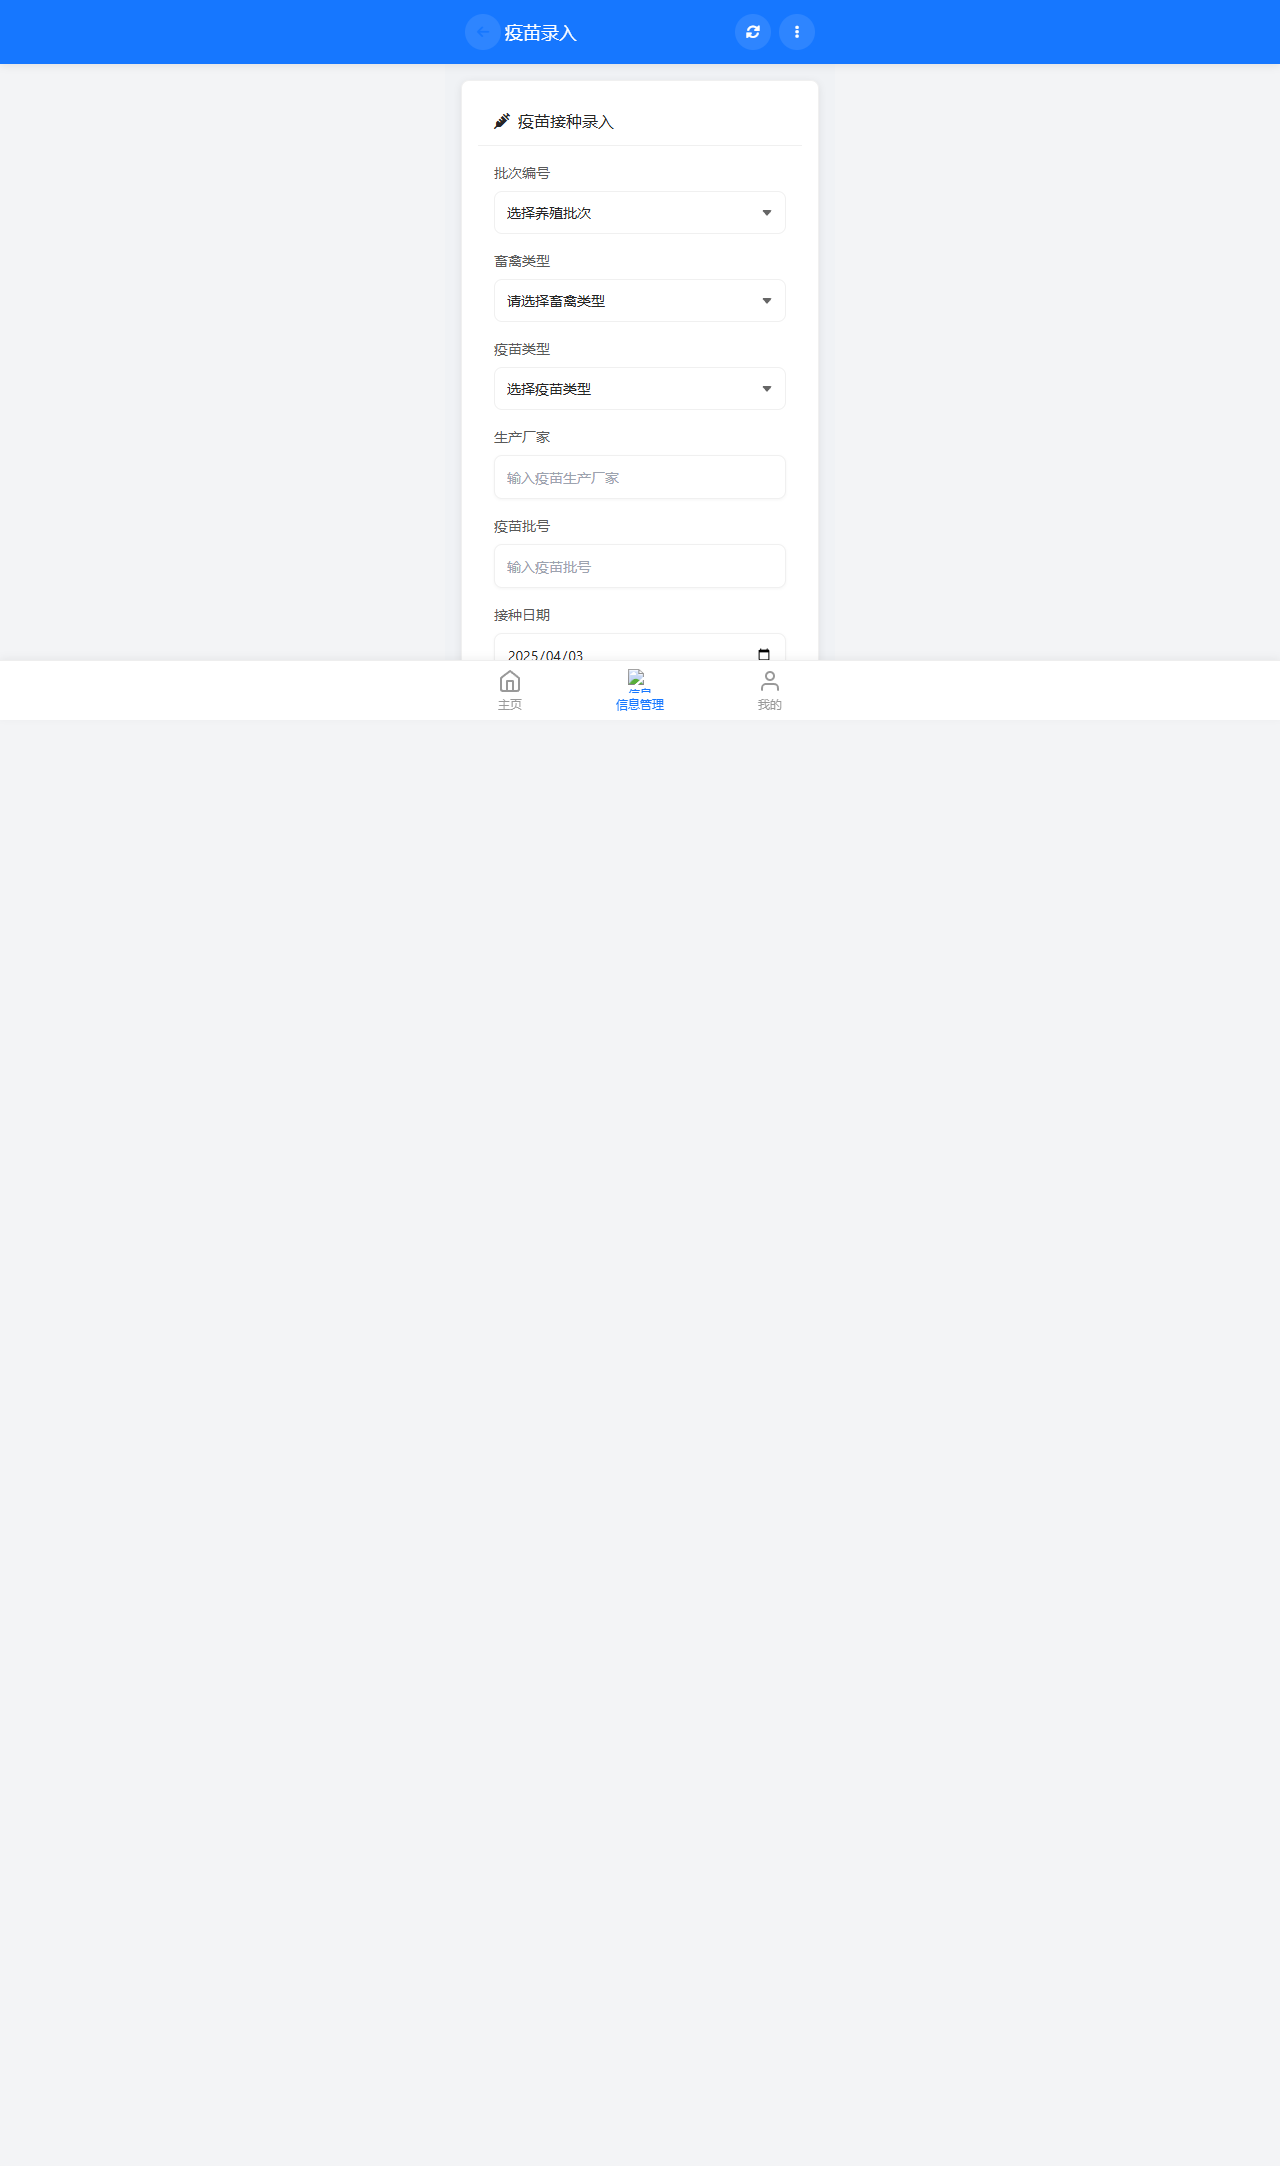 疫苗录入
疫苗接种录入
批次编号
选择养殖批次
畜禽类型
请选择畜禽类型
疫苗类型
选择疫苗类型
生产厂家
输入疫苗生产厂家
疫苗批号
输入疫苗批号
接种日期
2025/04/03
信息
主页
信息管理
我的